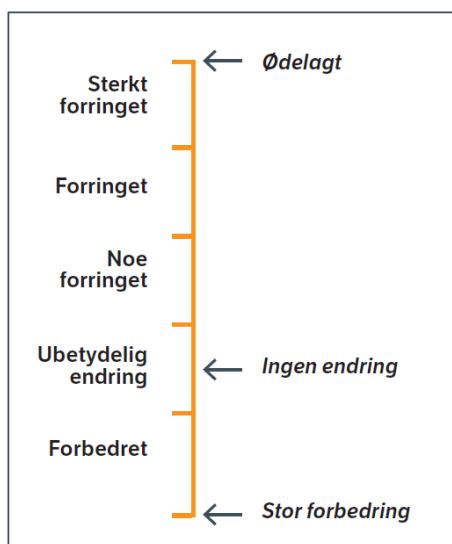 Ødelagt
Sterkt
forringet
Forringet
Noe
forringet
Ubetydelig
endring
Ingen endring
Forbedret
Stor forbedring